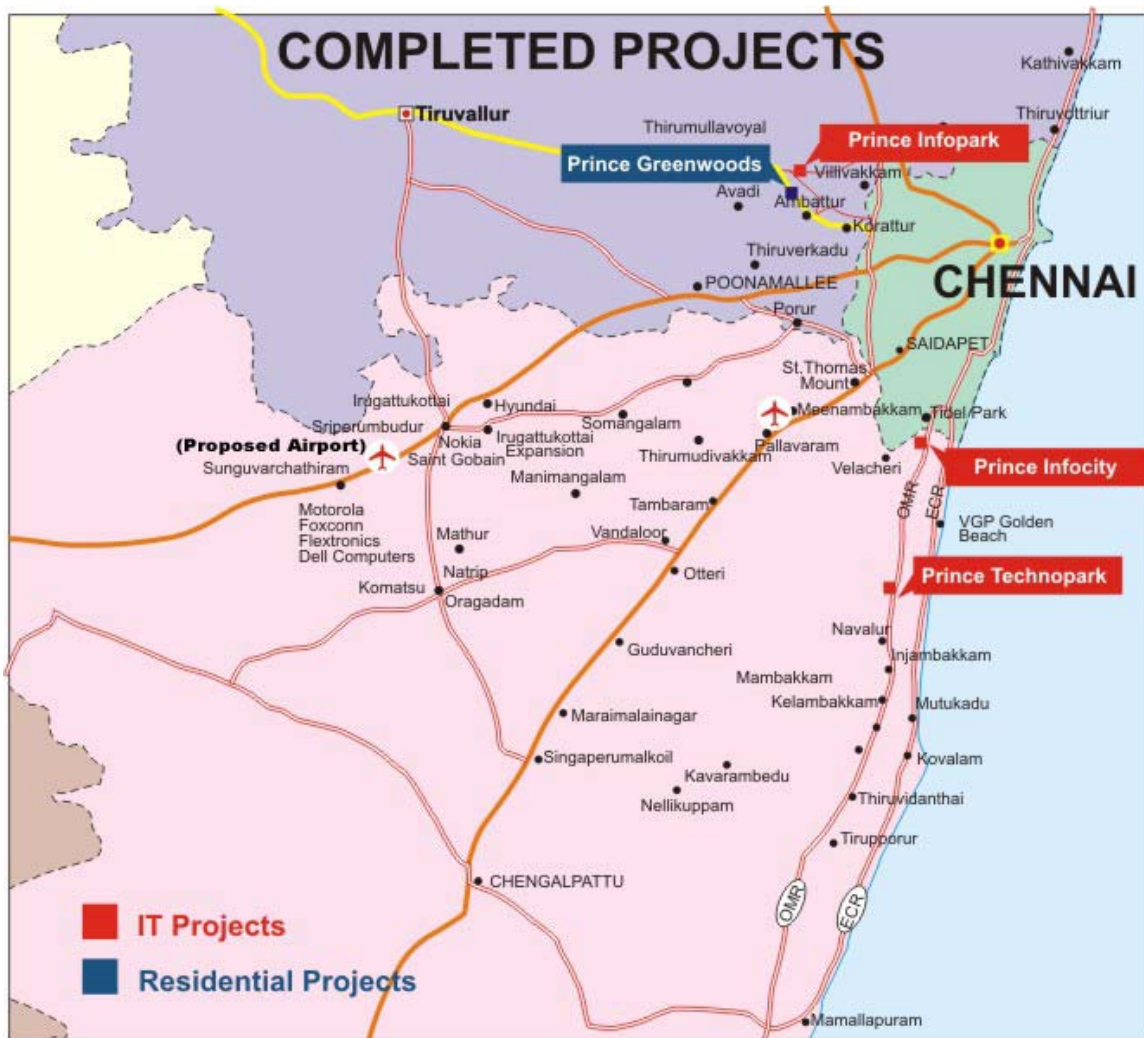 COMPLETED PROJECTS
Kathivakkam
Tiruvallur
Thiruvottriur
Thirumullavoyal
Prince Infopark
Prince Greenwoods
Villivakkam
Avadi
Ambattur
Korattur
Thiruverkadu
POONAMALLEE
CHENNAI
Porur
SAIDAPET
St.Thomas
Mount
Irugattukottai
Hyundai
Meenambakkam
Tidel Park
Somangalam
Sriperumbudur
Nokia
Irugattukottai
Expansion
(Proposed Airport)
Saint Gobain
Pallavaram
Thirumudivakkam
Velacheri
Prince Infocity
Sunguvarchathiram
Manimangalam
OMR
ECR
Motorola
Foxconn
Flextronics
Dell Computers
Tambaram
VGP Golden
Beach
Mathur
Vandaloor
Natrip
Otteri
Prince Technopark
Komatsu
Oragadam
Navalur
Guduvancheri
Injambakkam
Mambakkam
Kelambakkam
Mutukadu
Maraimalainagar
Singaperumalkoil
Kovalam
Kavarambedu
Nellikuppam
Thiruvidanthai
Tirupporur
CHENGALPATTU
OMR
ECR
IT Projects
Residential Projects
Mamallapuram